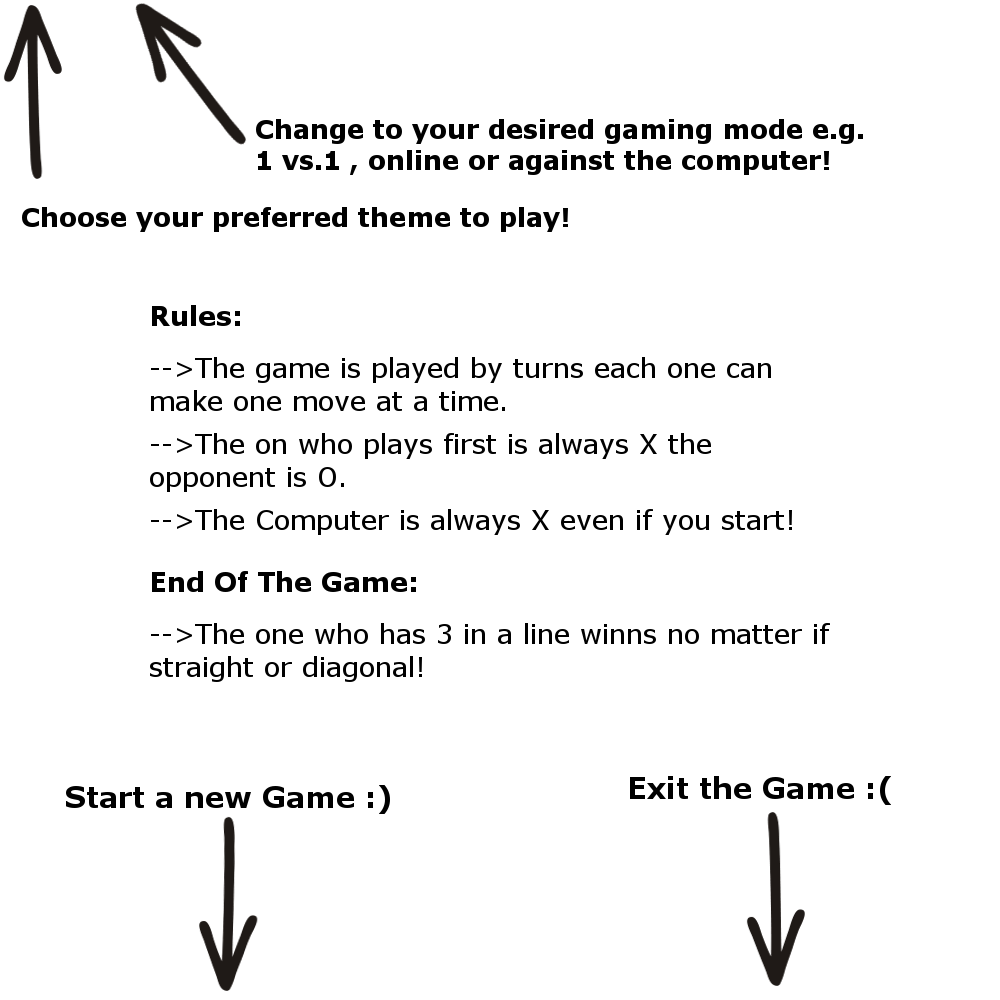 Change to your desired gaming mode e.g.
1 vs.1 , online or against the computer!
Choose your preferred theme to play!
Rules:
-->The game is played by turns each one can
make one move at a time.
-->The on who plays first is always X the
opponent is O.
-->The Computer is always X even if you start!
End Of The Game:
-->The one who has 3 in a line winns no matter if
straight or diagonal!
Start a new Game :)
Exit the Game :(